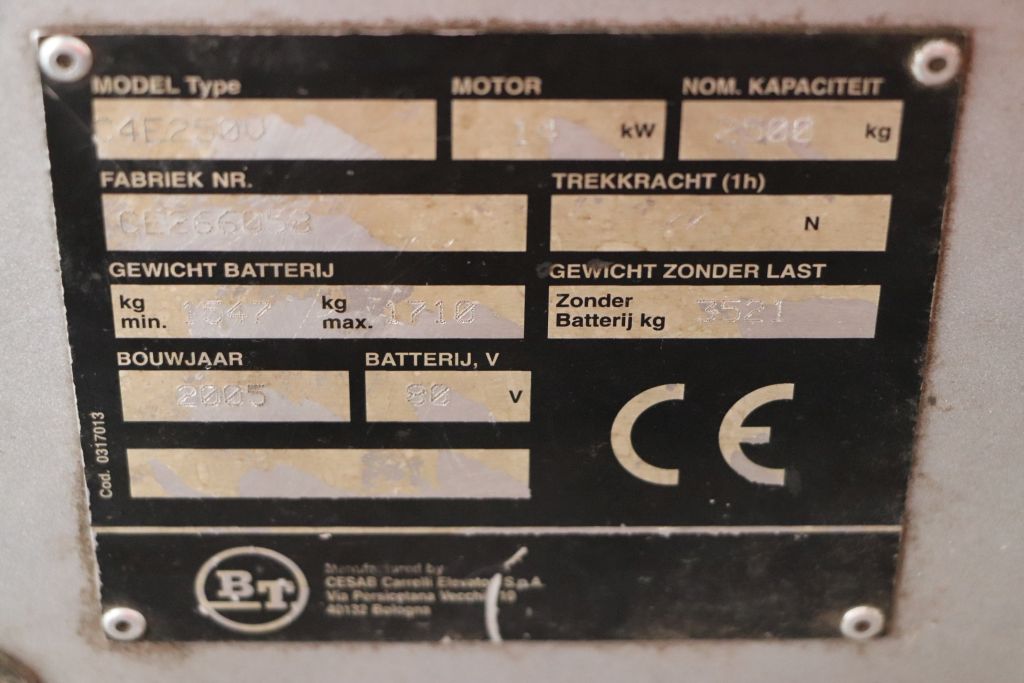 MODEL Type MOTOR NOM. KAPACITEIT
C4E250V 14 kW 2500 kg
FABRIEK NR. TREKKRACHT (1h)
CE266058 N
GEWICHT BATTERIJ GEWICHT ZONDER LAST
kg min. 1547 / kg max. 1710 Zonder Batterij kg 3521
BOUWJAAR BATTERIJ, V
2005 80 V
Cod. 0317013
CE
BT
Manufactured by
CESAB Carrelli Elevatori S.p.A.
Via Persicetana Vecchia 10
40132 Bologna